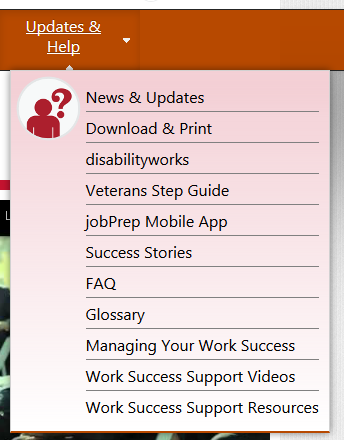 Updates &
Help
News & Updates
Download & Print
disabilityworks
Veterans Step Guide
jobPrep Mobile App
L
Success Stories
FAQ
Glossary
Managing Your Work Success
Work Success Support Videos
Work Success Support Resources